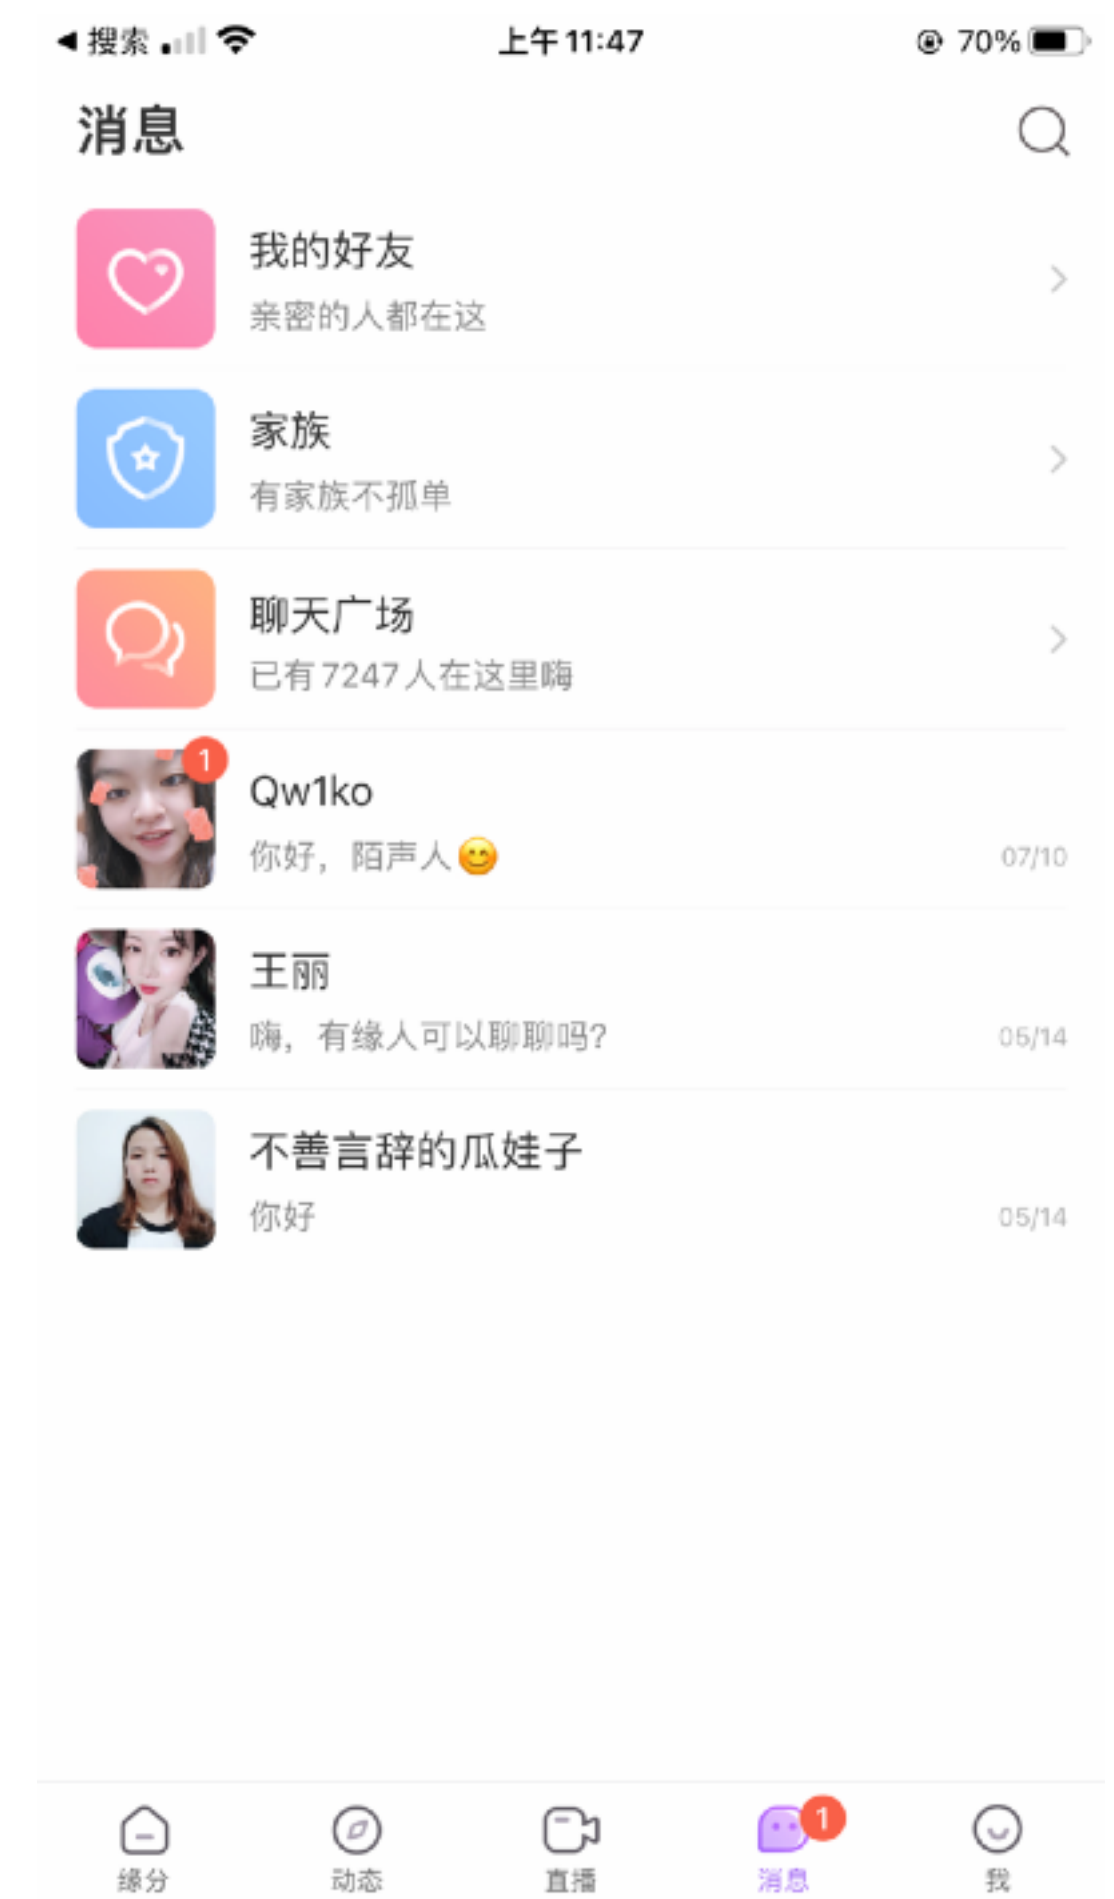 ◀ 搜索
上午11:47
70%
消息
我的好友
亲密的人都在这
家族
有家族不孤单
聊天广场
已有7247人在这里嗨
1
Qw1ko
你好，陌声人😊
07/10
王丽
嗨，有缘人可以聊聊吗？
05/14
不善言辞的瓜娃子
你好
05/14
1
缘分
动态
直播
消息
我